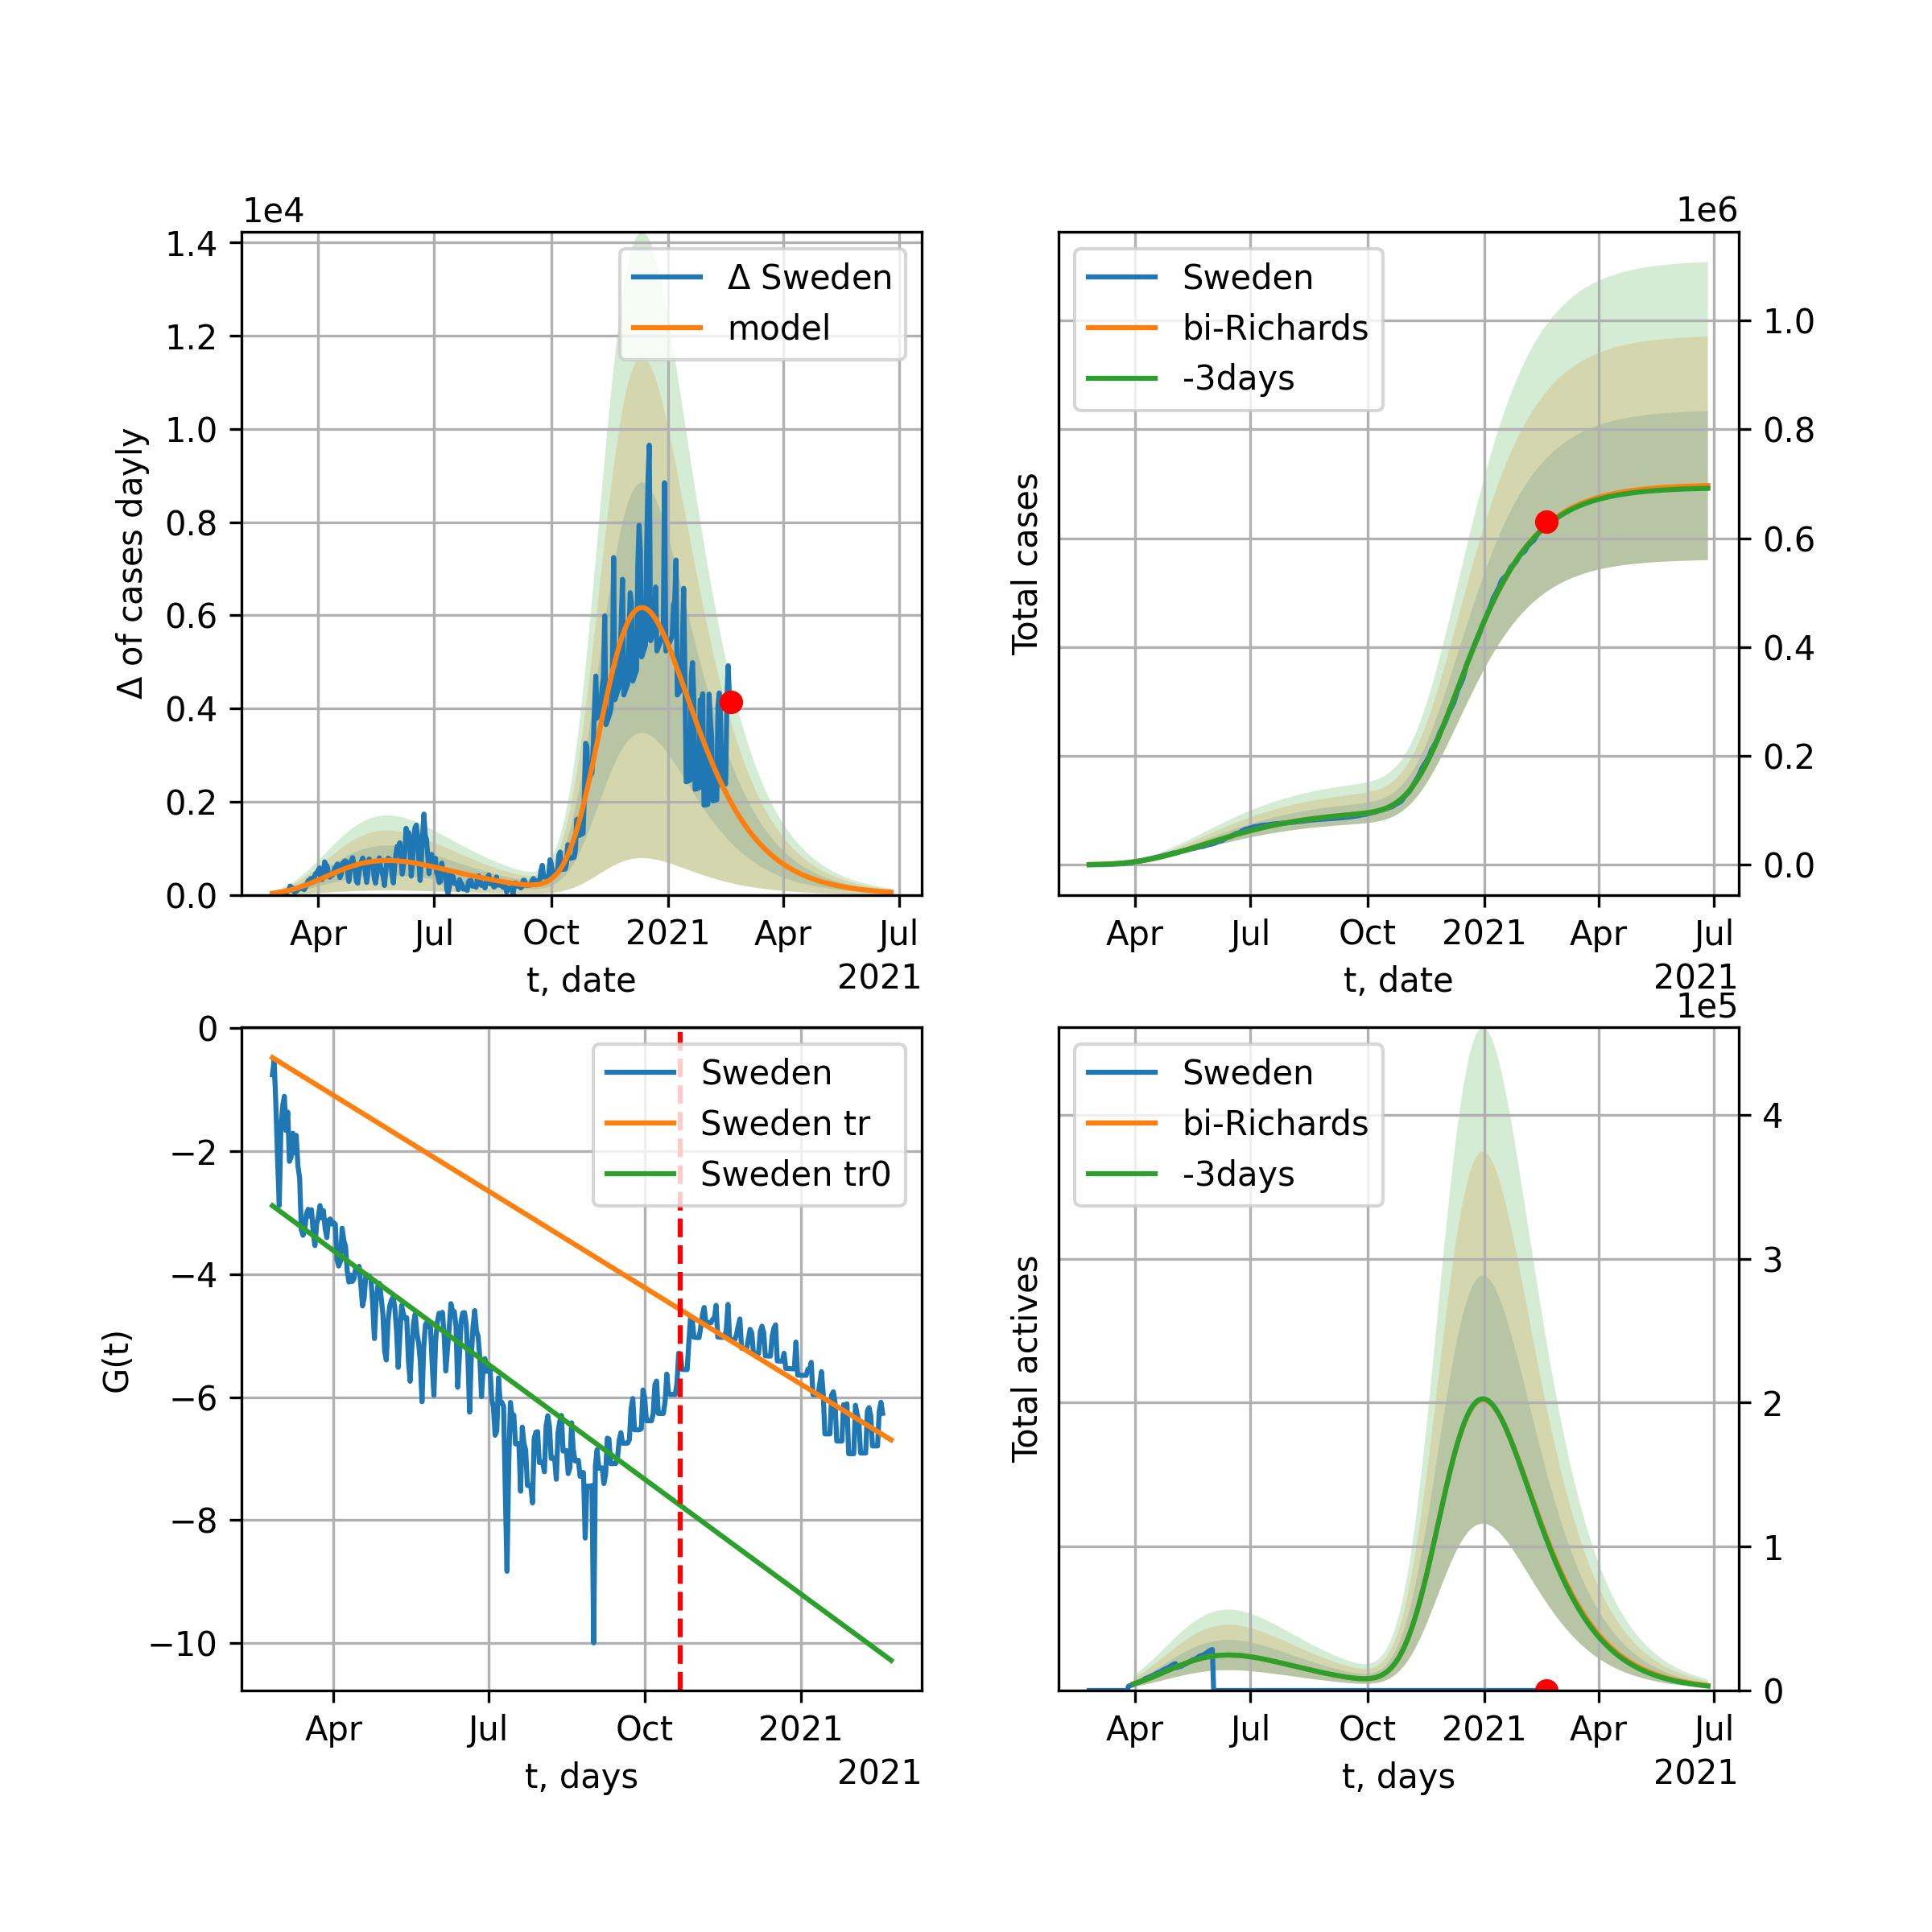 1e4
1.4
1.2
1.0
0.8
0.6
0.4
0.2
0.0
Δ of cases dayly
Δ Sweden
model
Apr Jul Oct 2021 Apr Jul
t, date 2021
1e6
Sweden
bi-Richards
-3days
Total cases
1.0
0.8
0.6
0.4
0.2
0.0
Apr Jul Oct 2021 Apr Jul
t, date 2021
0
−2
−4
−6
−8
−10
G(t)
Sweden
Sweden tr
Sweden tr0
Apr Jul Oct 2021
t, days 2021
1e5
Sweden
bi-Richards
-3days
Total actives
4
3
2
1
0
Apr Jul Oct 2021 Apr Jul
t, days 2021